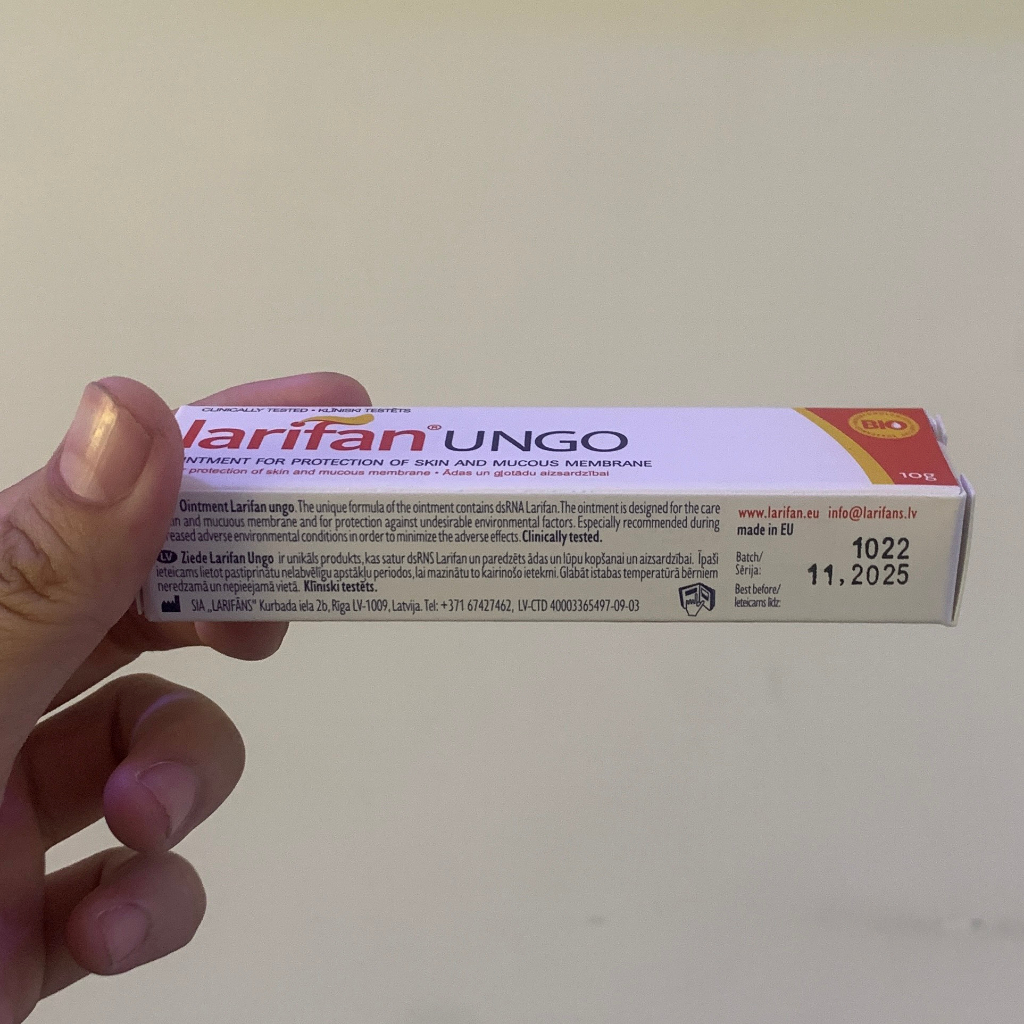 CLINICALLY TESTED • KLĪNISKI TESTĒTS
larifan® UNGO
INTMENT FOR PROTECTION OF SKIN AND MUCOUS MEMBRANE
protection of skin and mucous membrane • Ādas un gļotādu aizsardzībai
BIO
10g
Ointment Larifan ungo. The unique formula of the ointment contains dsRNA Larifan. The ointment is designed for the care
in and mucuous membrane and for protection against undesirable environmental factors. Especially recommended during
reased adverse environmental conditions in order to minimize the adverse effects. Clinically tested.
LV Ziede Larifan Ungo ir unikāls produkts, kas satur dsRNS Larifan un paredzēts ādas un lūpu kopšanai un aizsardzībai. Īpaši
ieteicams lietot pastiprinātu nelabvēlīgu apstākļu periodos, lai mazinātu to kairinošo ietekmi. Glabāt istabas temperatūrā bērniem
neredzamā un nepieejamā vietā. Klīniski testēts.
SIA „LARIFĀNS" Kurbada iela 2b, Rīga LV-1009, Latvija. Tel: +371 67427462, LV-CTD 40003365497-09-03
www.larifan.eu info@larifans.lv
made in EU
Batch/
Sērija:
1022
11,2025
Best before/
Ieteicams līdz: